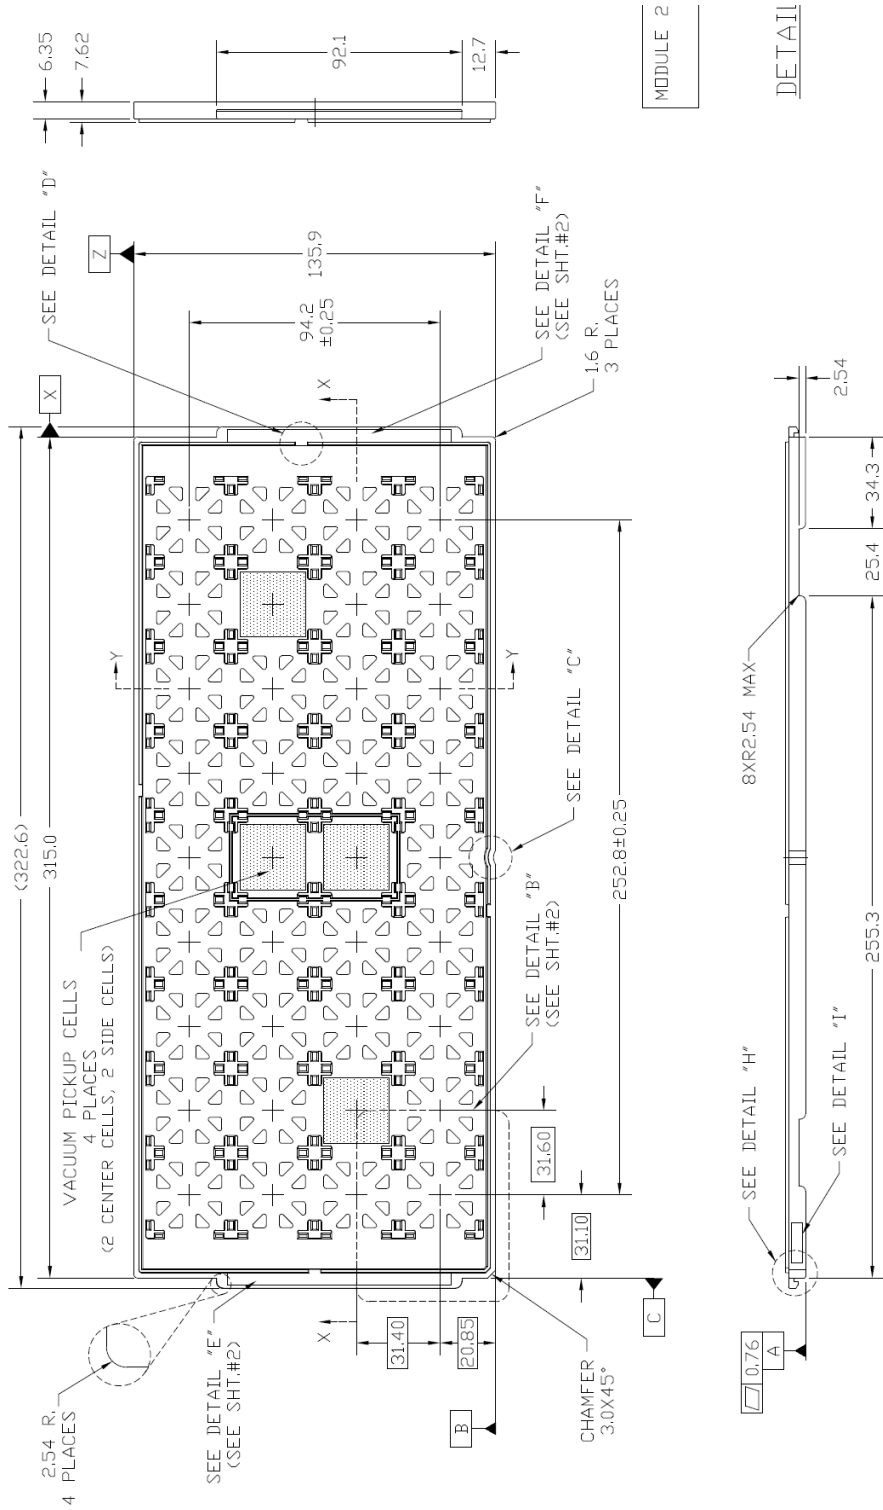 6.35
7.62
92.1
12.7
MODULE 2
DETAIL
SEE DETAIL "D"
Z
135.9
94.2
±0.25
SEE DETAIL "F"
(SEE SHT.#2)
1.6 R.
3 PLACES
X
X
(322.6)
315.0
Y
Y
VACUUM PICKUP CELLS
4 PLACES
(2 CENTER CELLS, 2 SIDE CELLS)
SEE DETAIL "C"
252.8±0.25
SEE DETAIL "B"
(SEE SHT.#2)
31.60
31.10
C
X
31.40
20.85
B
CHAMFER
3.0X45°
2.54 R.
4 PLACES
SEE DETAIL "E"
(SEE SHT.#2)
2.54
34.3
25.4
8XR2.54 MAX
255.3
SEE DETAIL "H"
SEE DETAIL "I"
0.76
A